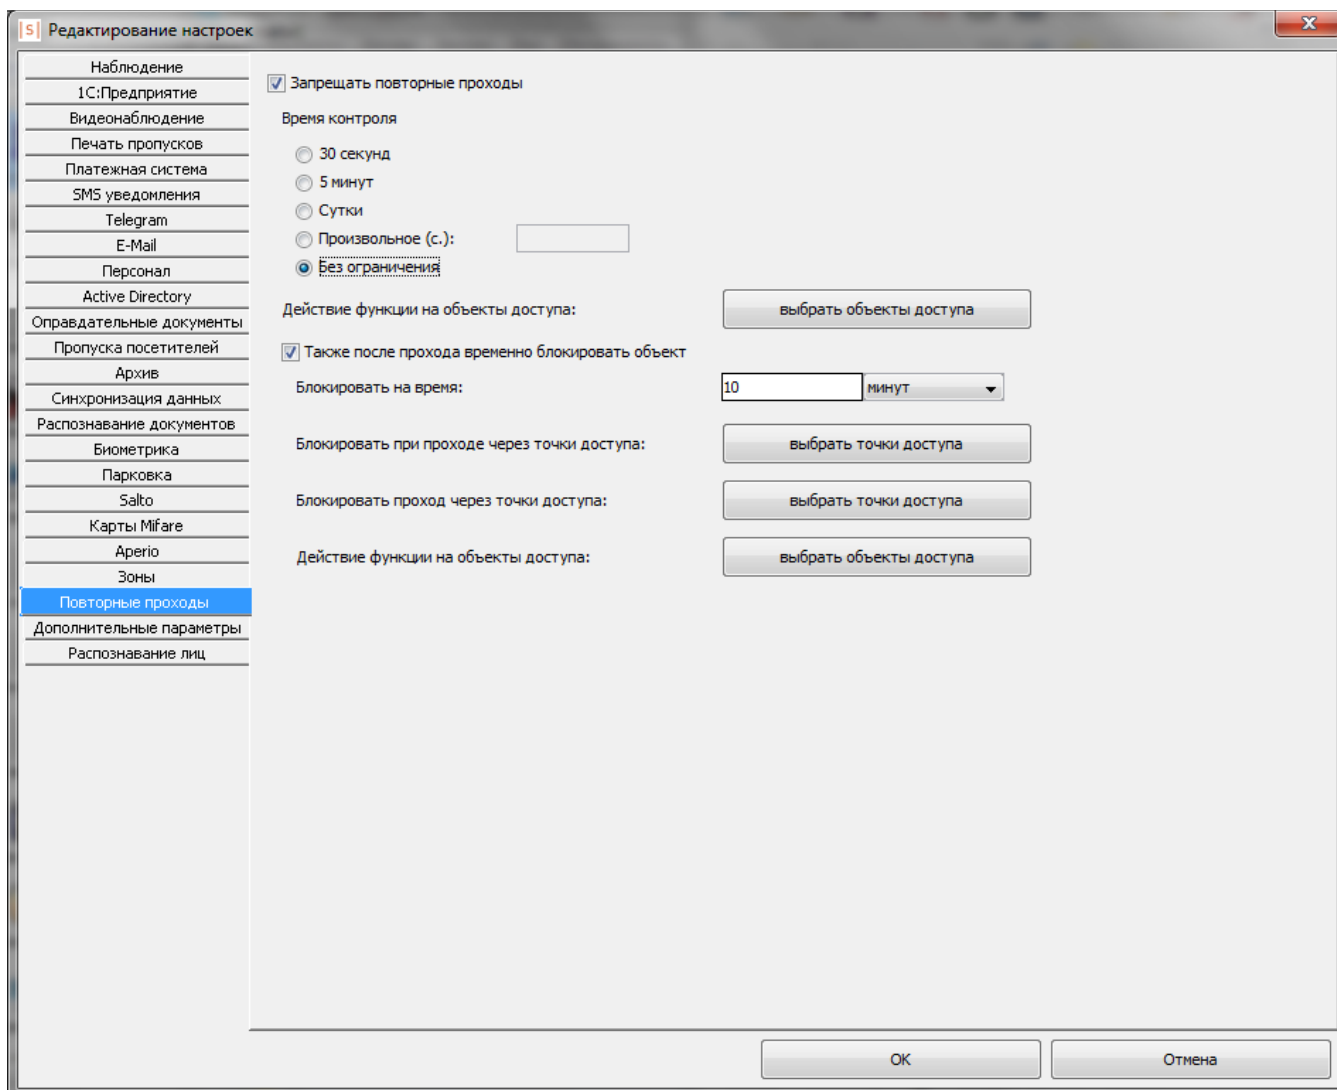 |S| Редактирование настроек
Наблюдение
1С:Предприятие
Видеонаблюдение
Печать пропусков
Платежная система
SMS уведомления
Telegram
E-Mail
Персонал
Active Directory
Оправдательные документы
Пропуска посетителей
Архив
Синхронизация данных
Распознавание документов
Биометрика
Парковка
Salto
Карты Mifare
Aperio
Зоны
Повторные проходы
Дополнительные параметры
Распознавание лиц
Запрещать повторные проходы
Время контроля
30 секунд
5 минут
Сутки
Произвольное (с.):
Без ограничения
Действие функции на объекты доступа: выбрать объекты доступа
Также после прохода временно блокировать объект
Блокировать на время: 10 минут
Блокировать при проходе через точки доступа: выбрать точки доступа
Блокировать проход через точки доступа: выбрать точки доступа
Действие функции на объекты доступа: выбрать объекты доступа
ОК Отмена